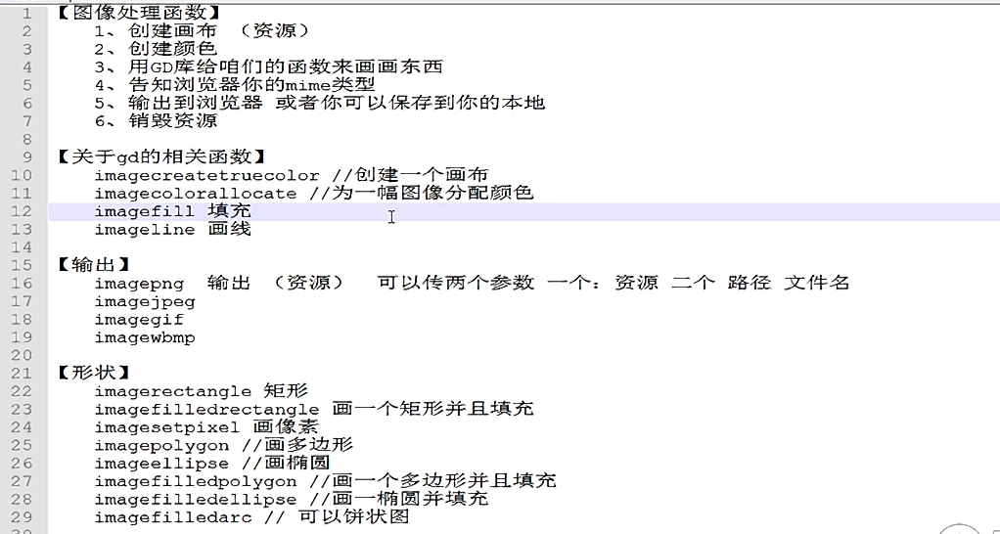 1 【图像处理函数】
2 1、创建画布 （资源）
3 2、创建颜色
4 3、用GD库给咱们的函数来画画东西
5 4、告知浏览器你的mime类型
6 5、输出到浏览器 或者你可以保存到你的本地
7 6、销毁资源
8
9 【关于gd的相关函数】
10 imagecreatetruecolor //创建一个画布
11 imagecolorallocate //为一幅图像分配颜色
12 imagefill 填充
13 imageline 画线
14
15 【输出】
16 imagepng 输出 （资源） 可以传两个参数 一个：资源 二个 路径 文件名
17 imagejpeg
18 imagegif
19 imagewbmp
20
21 【形状】
22 imagerectangle 矩形
23 imagefilledrectangle 画一个矩形并且填充
24 imagesetpixel 画像素
25 imagepolygon //画多边形
26 imageellipse //画椭圆
27 imagefilledpolygon //画一个多边形并且填充
28 imagefilledellipse //画一椭圆并填充
29 imagefilledarc // 可以饼状图